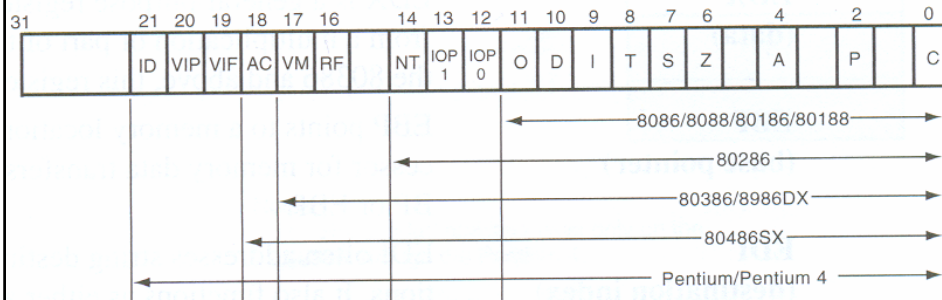 31 21 20 19 18 17 16 14 13 12 11 10 9 8 7 6 4 2 0
ID VIP VIF AC VM RF NT IOP 1 IOP 0 O D I T S Z A P C
8086/8088/80186/80188
80286
80386/8986DX
80486SX
Pentium/Pentium 4